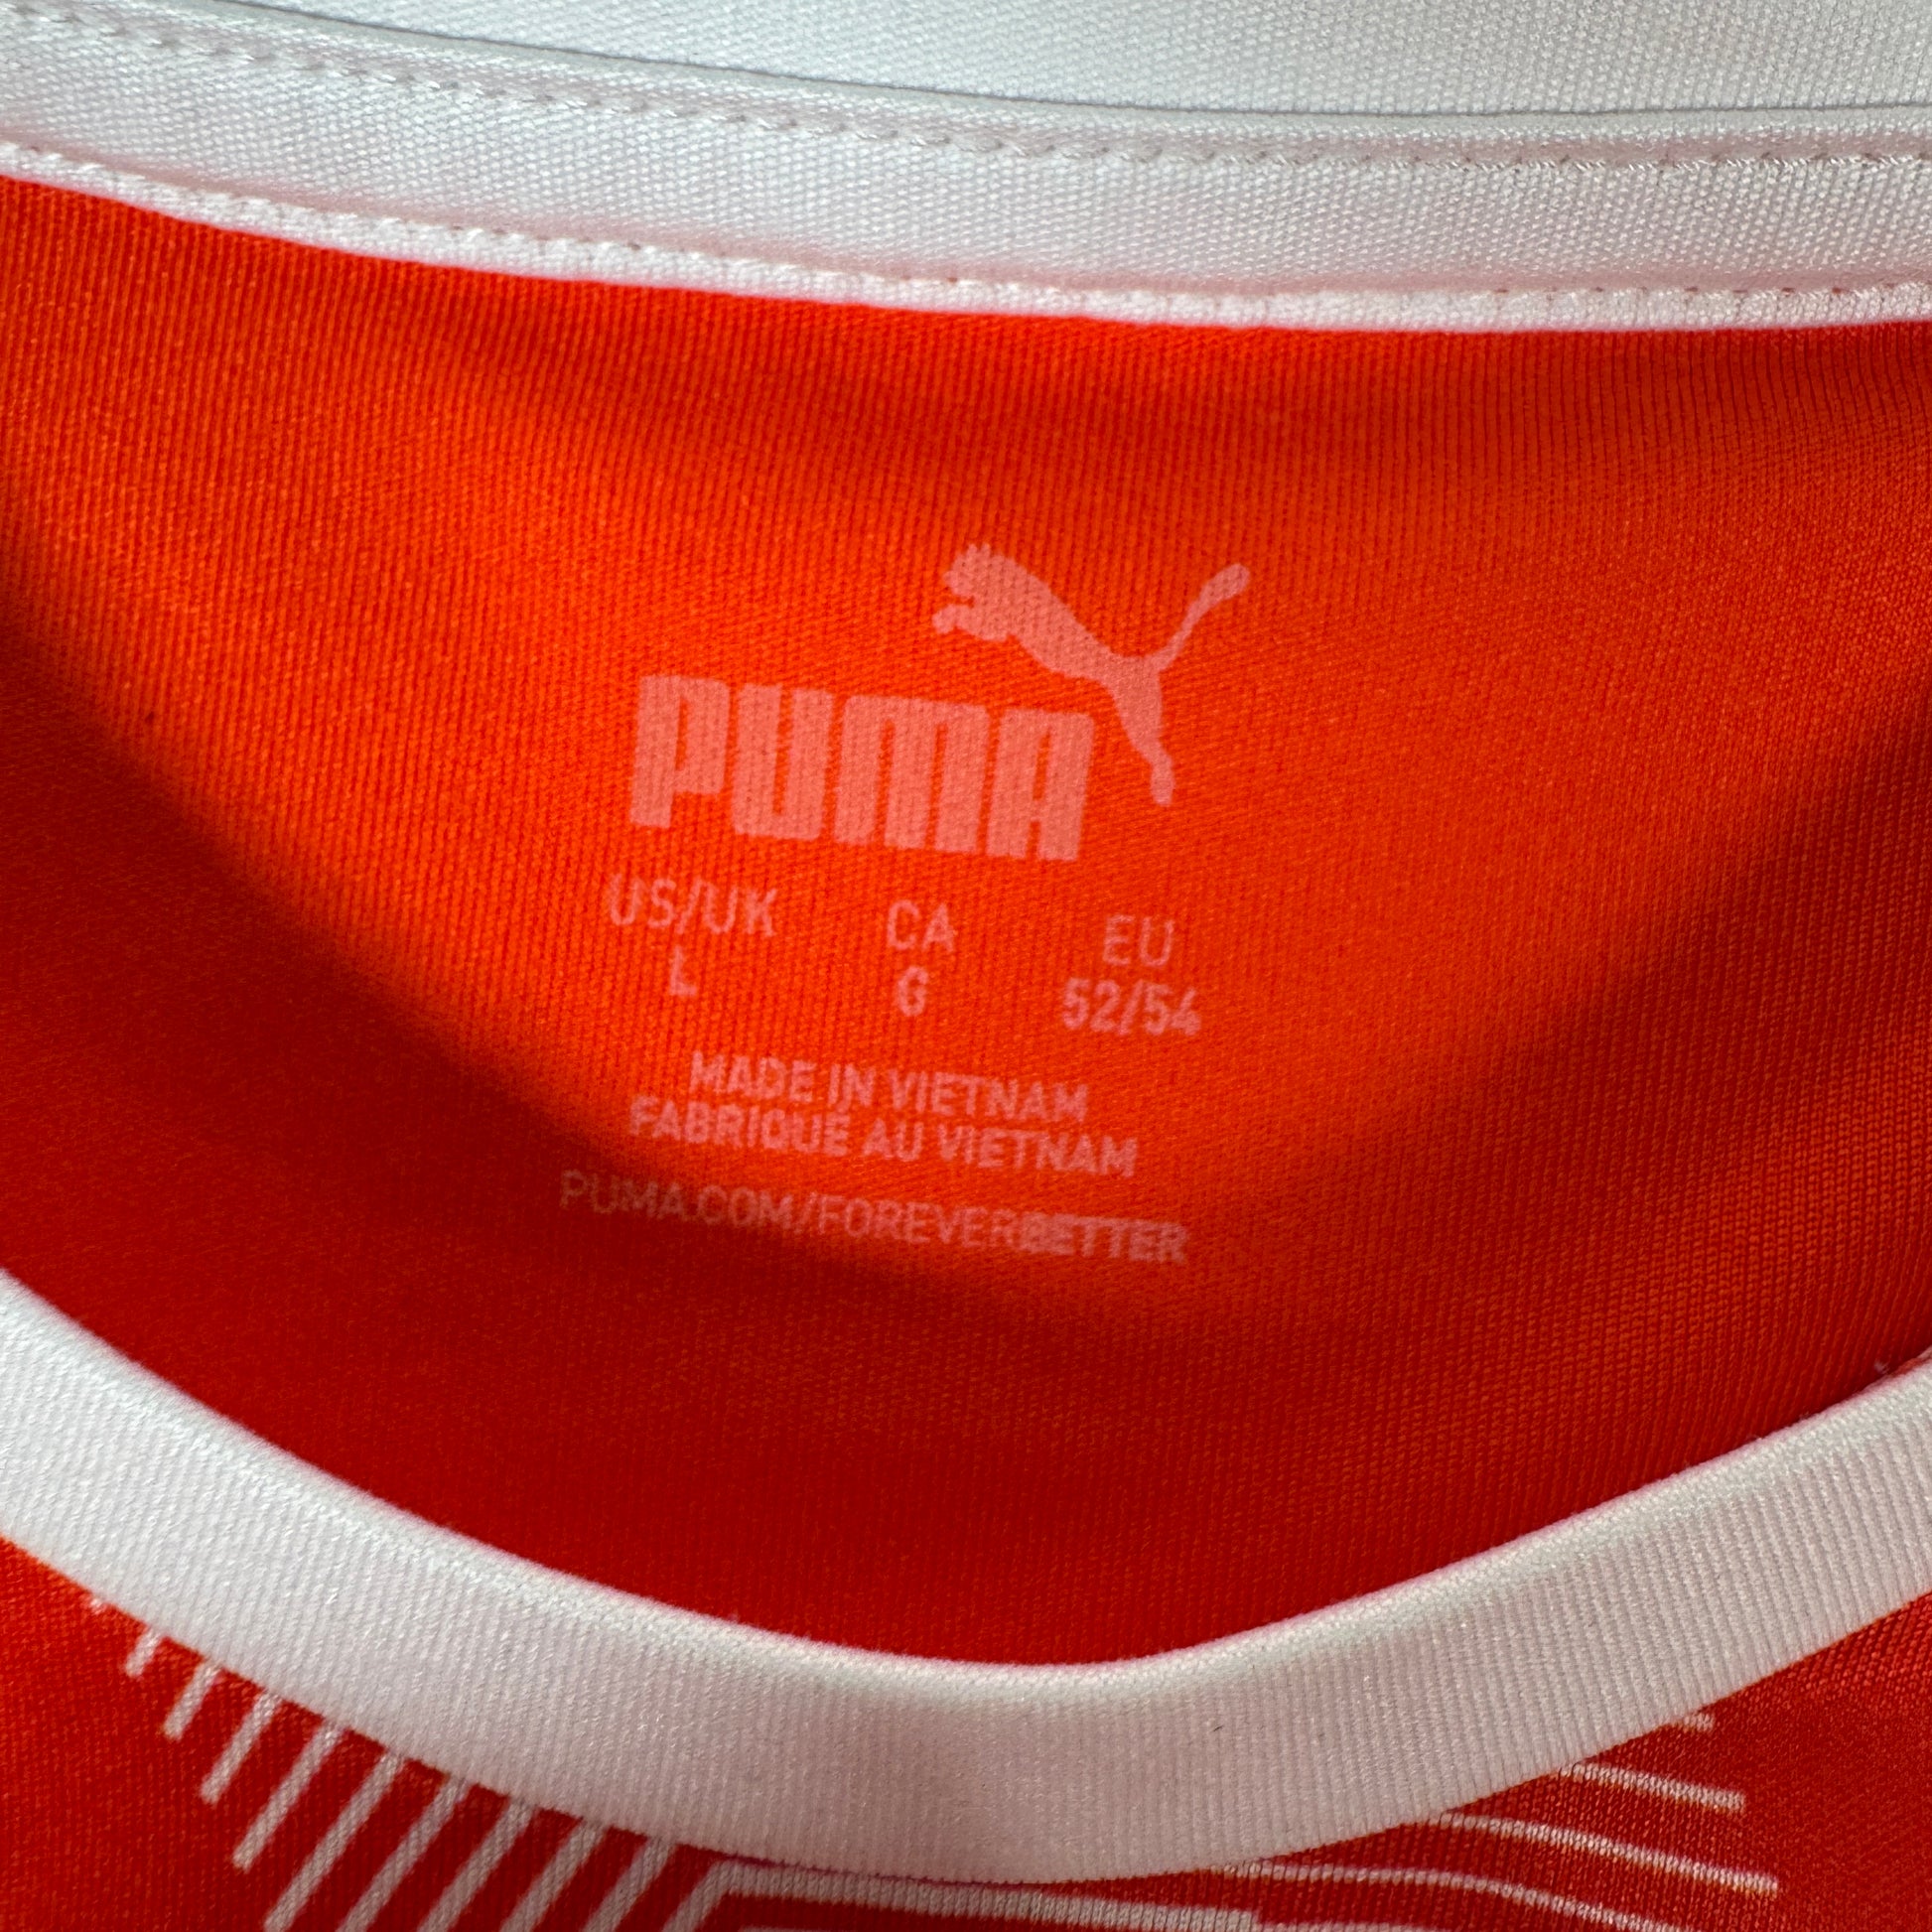 PUMA
US/UK CA EU
L G 52/54
MADE IN VIETNAM
FABRIQUÉ AU VIETNAM
PUMA.COM/FOREVERBETTER